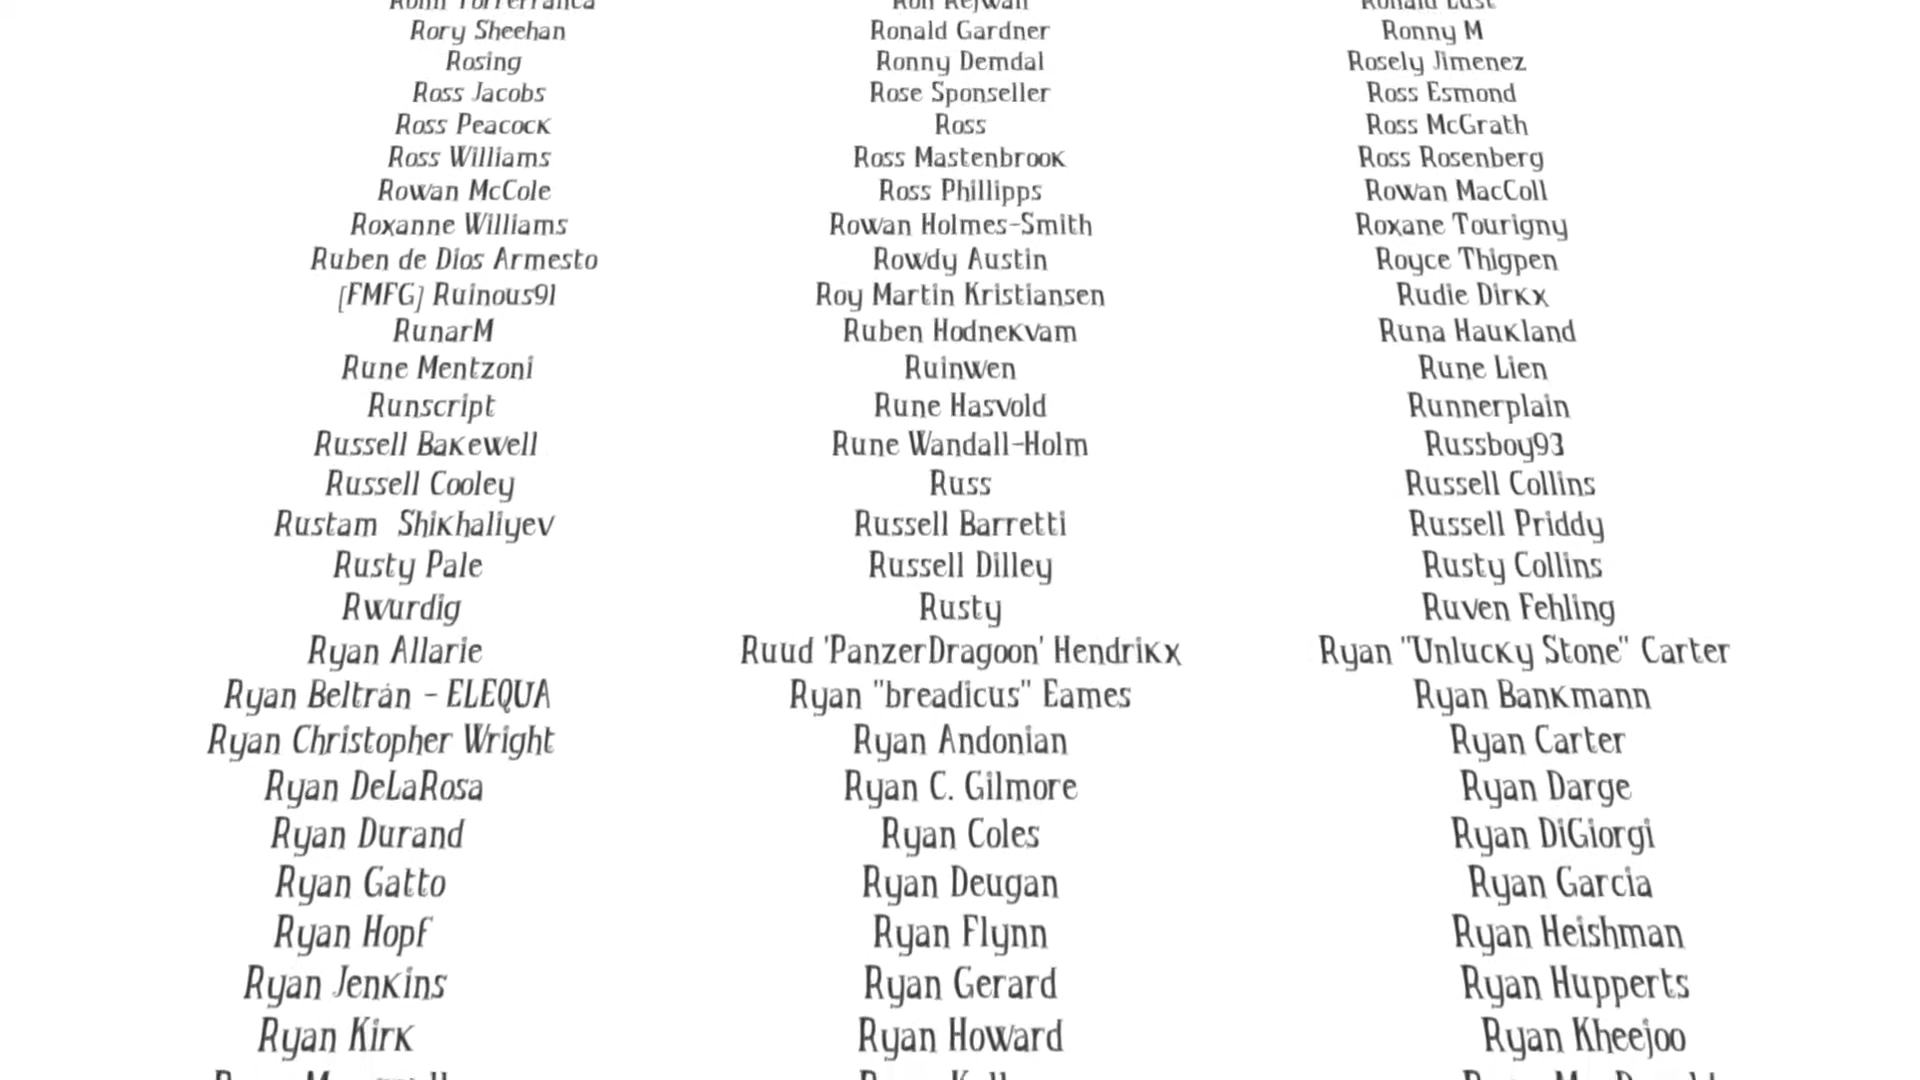 Ronald Lust
Rory Sheehan Ronald Gardner Ronny M
Rosing Ronny Demdal Rosely Jimenez
Ross Jacobs Rose Sponseller Ross Esmond
Ross Peacock Ross Ross McGrath
Ross Williams Ross Mastenbrook Ross Rosenberg
Rowan McCole Ross Phillipps Rowan MacColl
Roxanne Williams Rowan Holmes-Smith Roxane Tourigny
Ruben de Dios Armesto Rowdy Austin Royce Thigpen
[FMFG] Ruinous91 Roy Martin Kristiansen Rudie Dirkx
RunarM Ruben Hodnekvam Runa Haukland
Rune Mentzoni Ruinwen Rune Lien
Runscript Rune Hasvold Runnerplain
Russell Bakewell Rune Wandall-Holm Russboy93
Russell Cooley Russ Russell Collins
Rustam  Shikhaliyev Russell Barretti Russell Priddy
Rusty Pale Russell Dilley Rusty Collins
Rwurdig Rusty Ruven Fehling
Ryan Allarie Ruud 'PanzerDragoon' Hendrikx Ryan "Unlucky Stone" Carter
Ryan Beltrán - ELEQUA Ryan "breadicus" Eames Ryan Bankmann
Ryan Christopher Wright Ryan Andonian Ryan Carter
Ryan DeLaRosa Ryan C. Gilmore Ryan Darge
Ryan Durand Ryan Coles Ryan DiGiorgi
Ryan Gatto Ryan Deugan Ryan Garcia
Ryan Hopf Ryan Flynn Ryan Heishman
Ryan Jenkins Ryan Gerard Ryan Hupperts
Ryan Kirk Ryan Howard Ryan Kheejoo